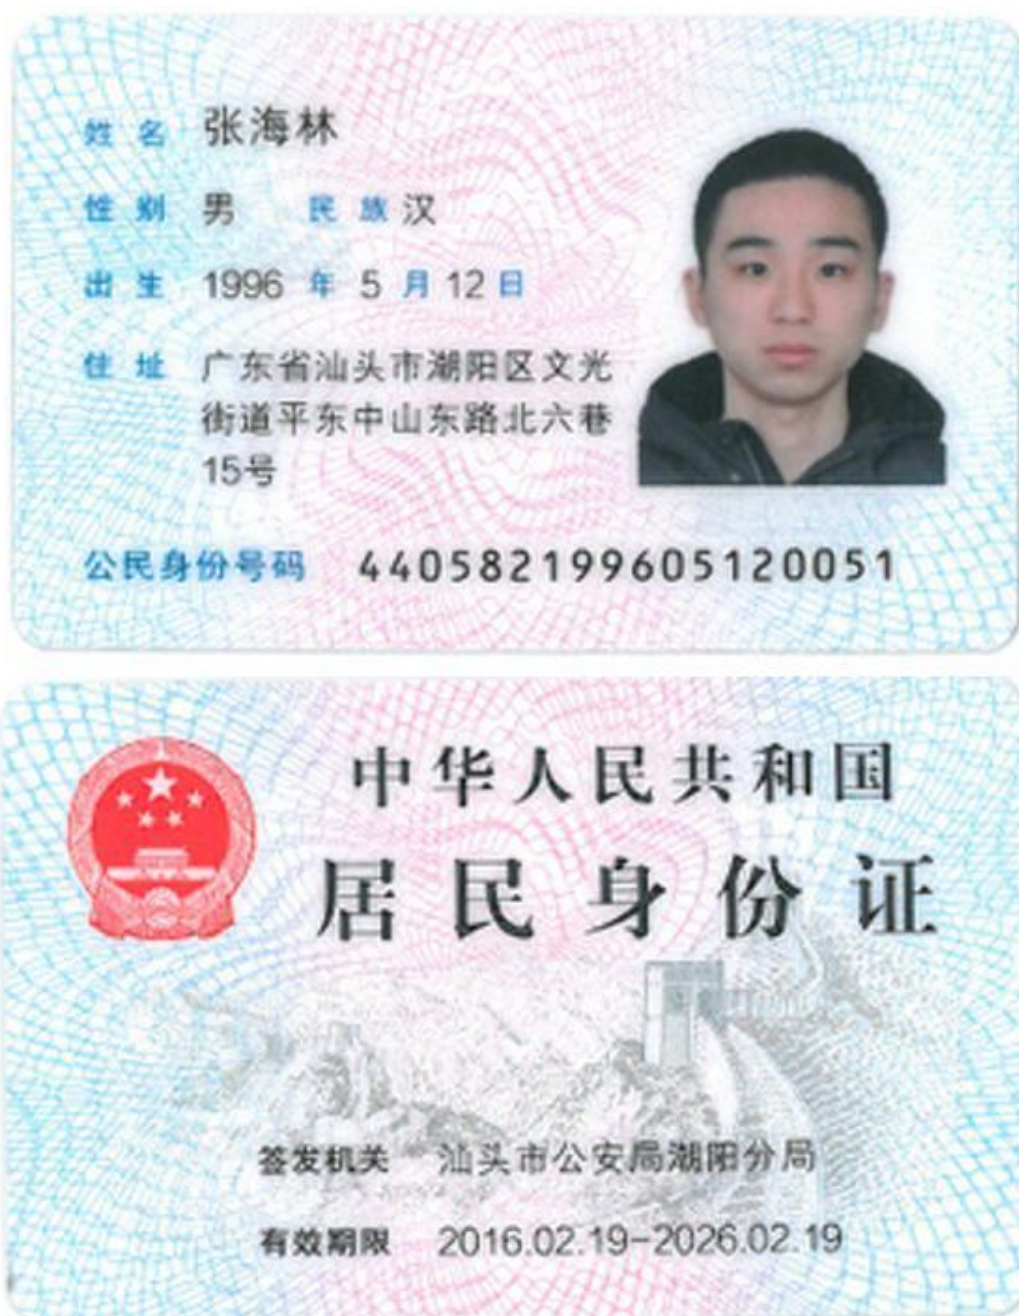 姓名 张海林
性别 男 民族 汉
出生 1996 年 5 月 12 日
住址 广东省汕头市潮阳区文光
街道平东中山东路北六巷
15号
公民身份号码 440582199605120051
中华人民共和国
居民身份证
签发机关 汕头市公安局潮阳分局
有效期限 2016.02.19-2026.02.19